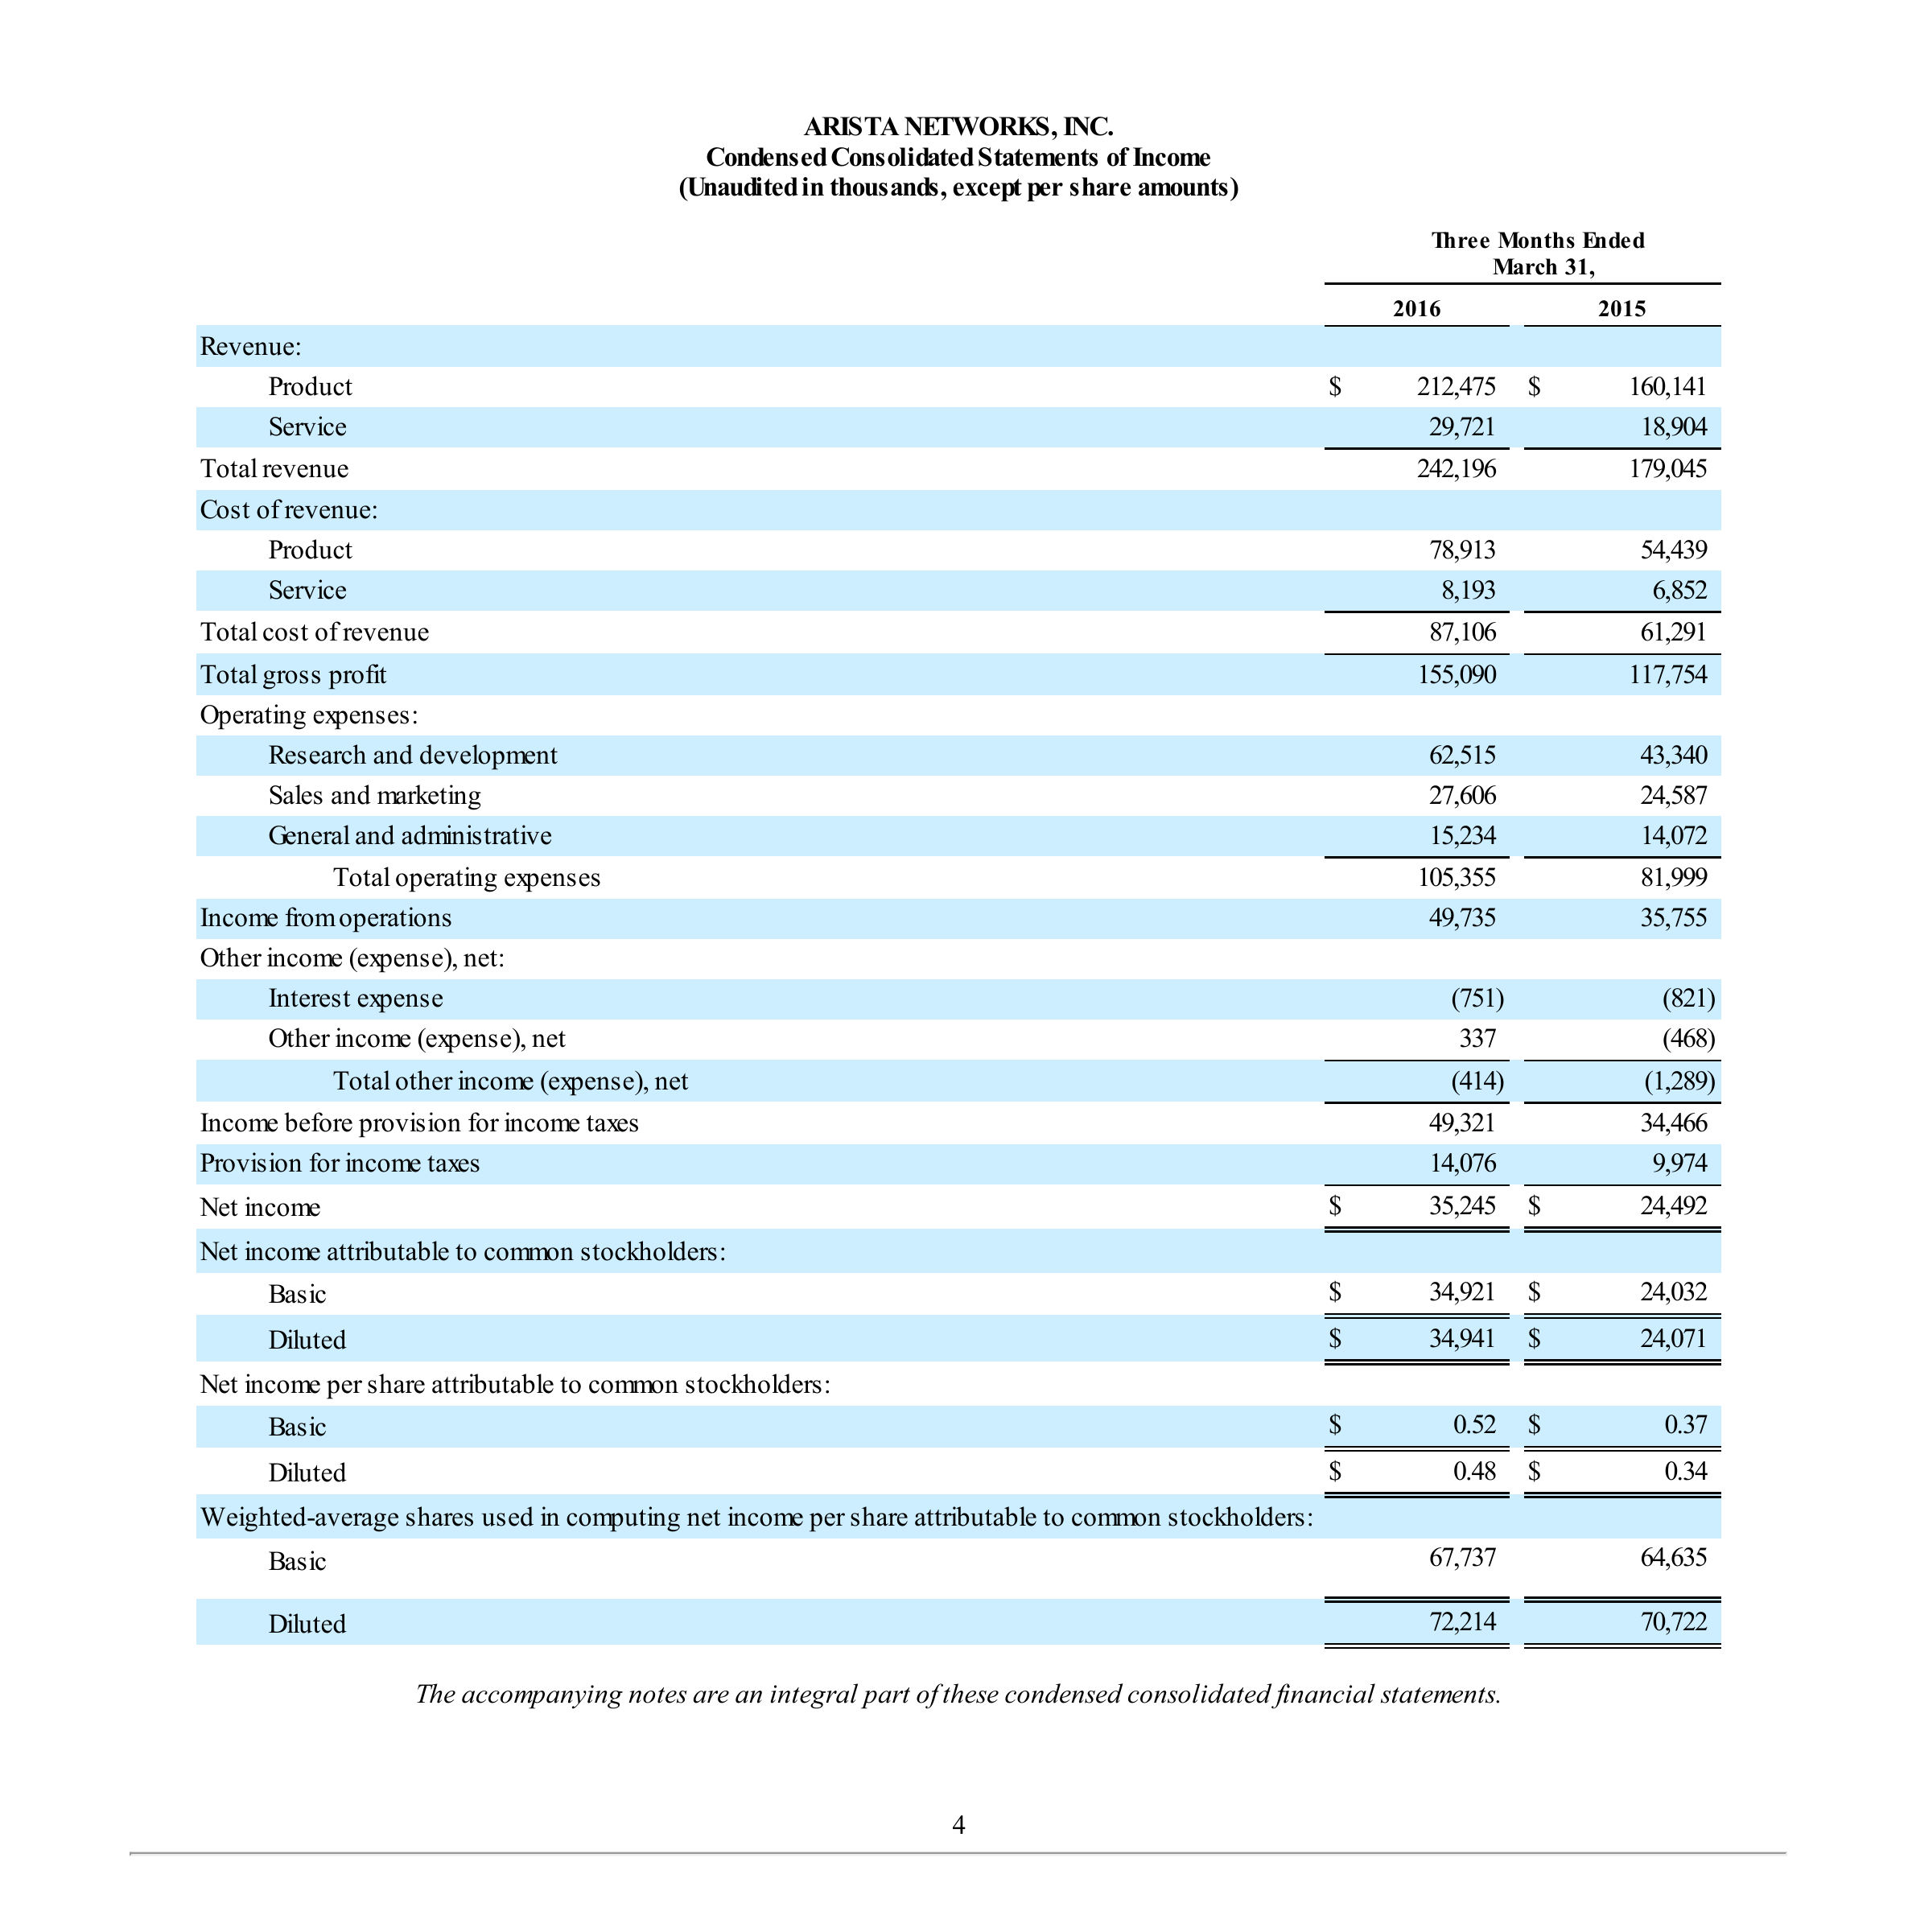 ARISTA NETWORKS, INC.
Condensed Consolidated Statements of Income
(Unaudited in thousands, except per share amounts)
Three Months Ended
March 31,
2016 2015
Revenue:
Product $ 212,475 $ 160,141
Service 29,721 18,904
Total revenue 242,196 179,045
Cost of revenue:
Product 78,913 54,439
Service 8,193 6,852
Total cost of revenue 87,106 61,291
Total gross profit 155,090 117,754
Operating expenses:
Research and development 62,515 43,340
Sales and marketing 27,606 24,587
General and administrative 15,234 14,072
Total operating expenses 105,355 81,999
Income from operations 49,735 35,755
Other income (expense), net:
Interest expense (751) (821)
Other income (expense), net 337 (468)
Total other income (expense), net (414) (1,289)
Income before provision for income taxes 49,321 34,466
Provision for income taxes 14,076 9,974
Net income $ 35,245 $ 24,492
Net income attributable to common stockholders:
Basic $ 34,921 $ 24,032
Diluted $ 34,941 $ 24,071
Net income per share attributable to common stockholders:
Basic $ 0.52 $ 0.37
Diluted $ 0.48 $ 0.34
Weighted-average shares used in computing net income per share attributable to common stockholders:
Basic 67,737 64,635
Diluted 72,214 70,722
The accompanying notes are an integral part of these condensed consolidated financial statements.
4